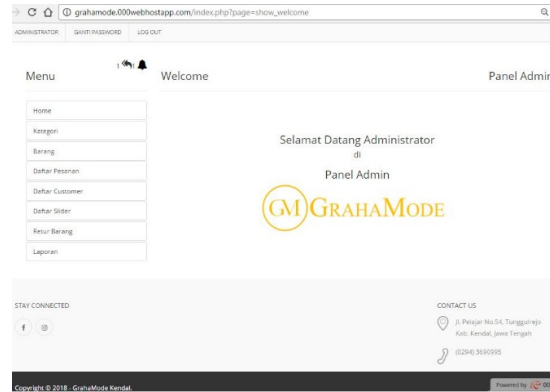 grahamode.000webhostapp.com/index.php?page=show_welcome
ADMINISTRATOR GANTI PASSWORD LOG OUT
Menu
Welcome
Panel Admin
Home
Kategori
Barang
Daftar Pesanan
Daftar Customer
Daftar Slider
Retur Barang
Laporan
Selamat Datang Administrator
di
Panel Admin
GM GRAHAMODE
STAY CONNECTED
CONTACT US
Jl. Pelajar No.54, Tunggulrejo
Kab. Kendal, Jawa Tengah
(0294) 3690995
Copyright © 2018 - GrahaMode Kendal.
Powered by